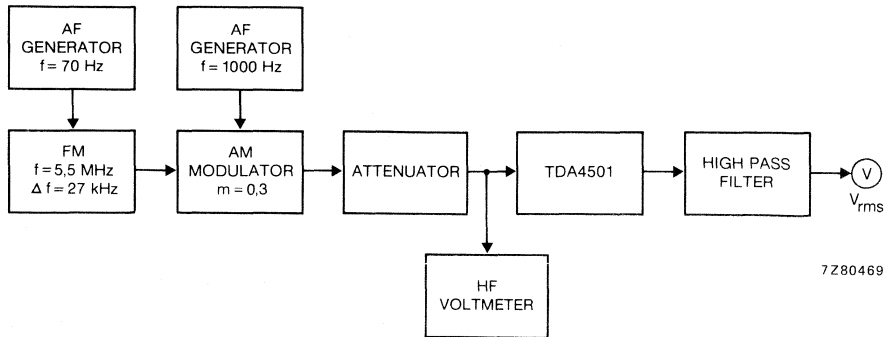 AF
GENERATOR
f = 70 Hz
AF
GENERATOR
f = 1000 Hz
FM
f = 5,5 MHz
Δ f = 27 kHz
AM
MODULATOR
m = 0,3
ATTENUATOR
TDA4501
HIGH PASS
FILTER
V
Vrms
HF
VOLTMETER
7Z80469